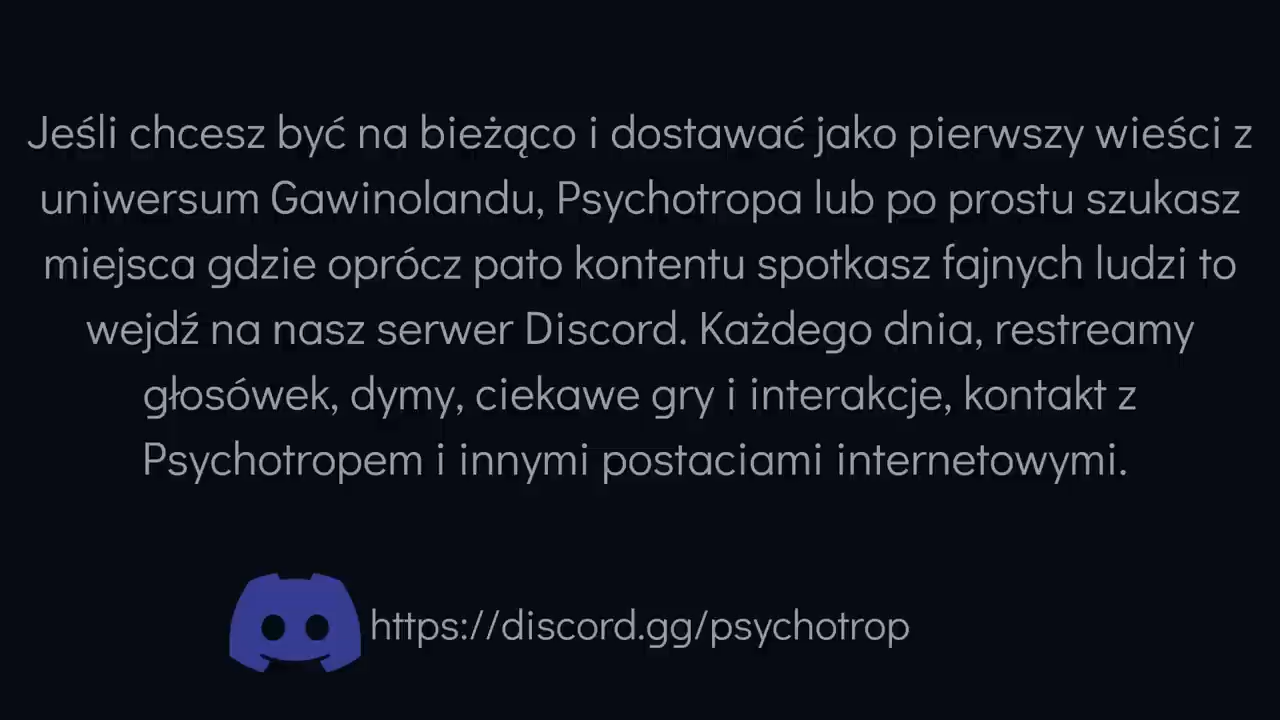 Jeśli chcesz być na bieżąco i dostawać jako pierwszy wieści z
uniwersum Gawinolandu, Psychotropa lub po prostu szukasz
miejsca gdzie oprócz pato kontentu spotkasz fajnych ludzi to
wejdź na nasz serwer Discord. Każdego dnia, restreamy
głosówek, dymy, ciekawe gry i interakcje, kontakt z
Psychotropem i innymi postaciami internetowymi.
https://discord.gg/psychotrop